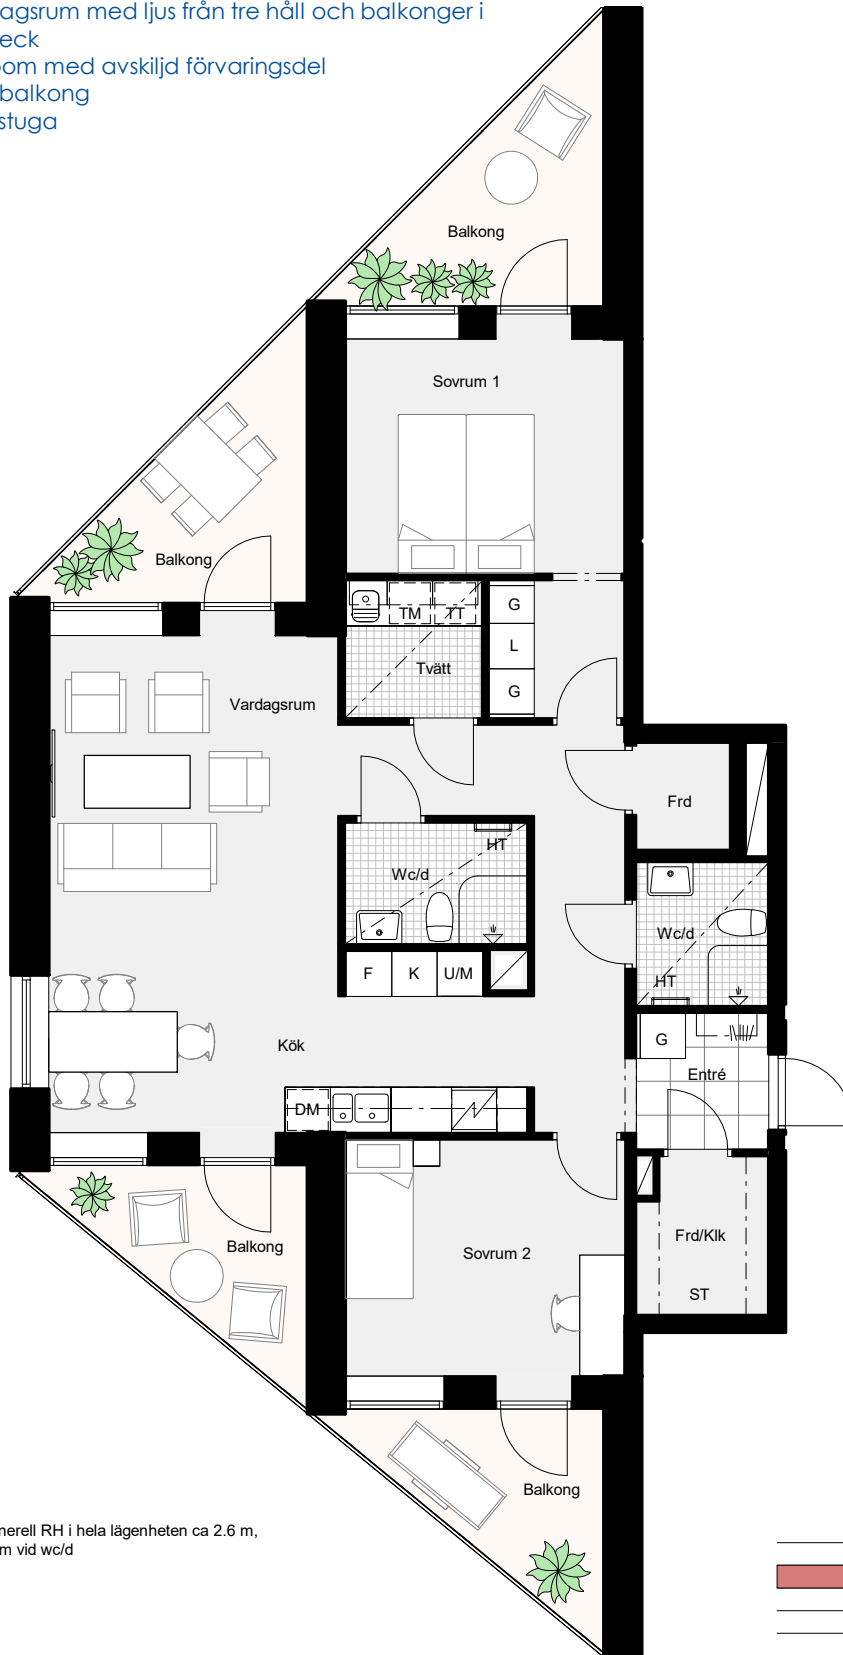 agsrum med ljus från tre håll och balkonger i
eck
om med avskiljd förvaringsdel
balkong
stuga
Balkong
Sovrum 1
Balkong
TM
TT
G
L
G
Tvätt
Vardagsrum
Frd
HT
Wc/d
Wc/d
F
K
U/M
HT
G
Kök
Entré
DM
Frd/Klk
Balkong
Sovrum 2
ST
Balkong
nerell RH i hela lägenheten ca 2.6 m,
m vid wc/d